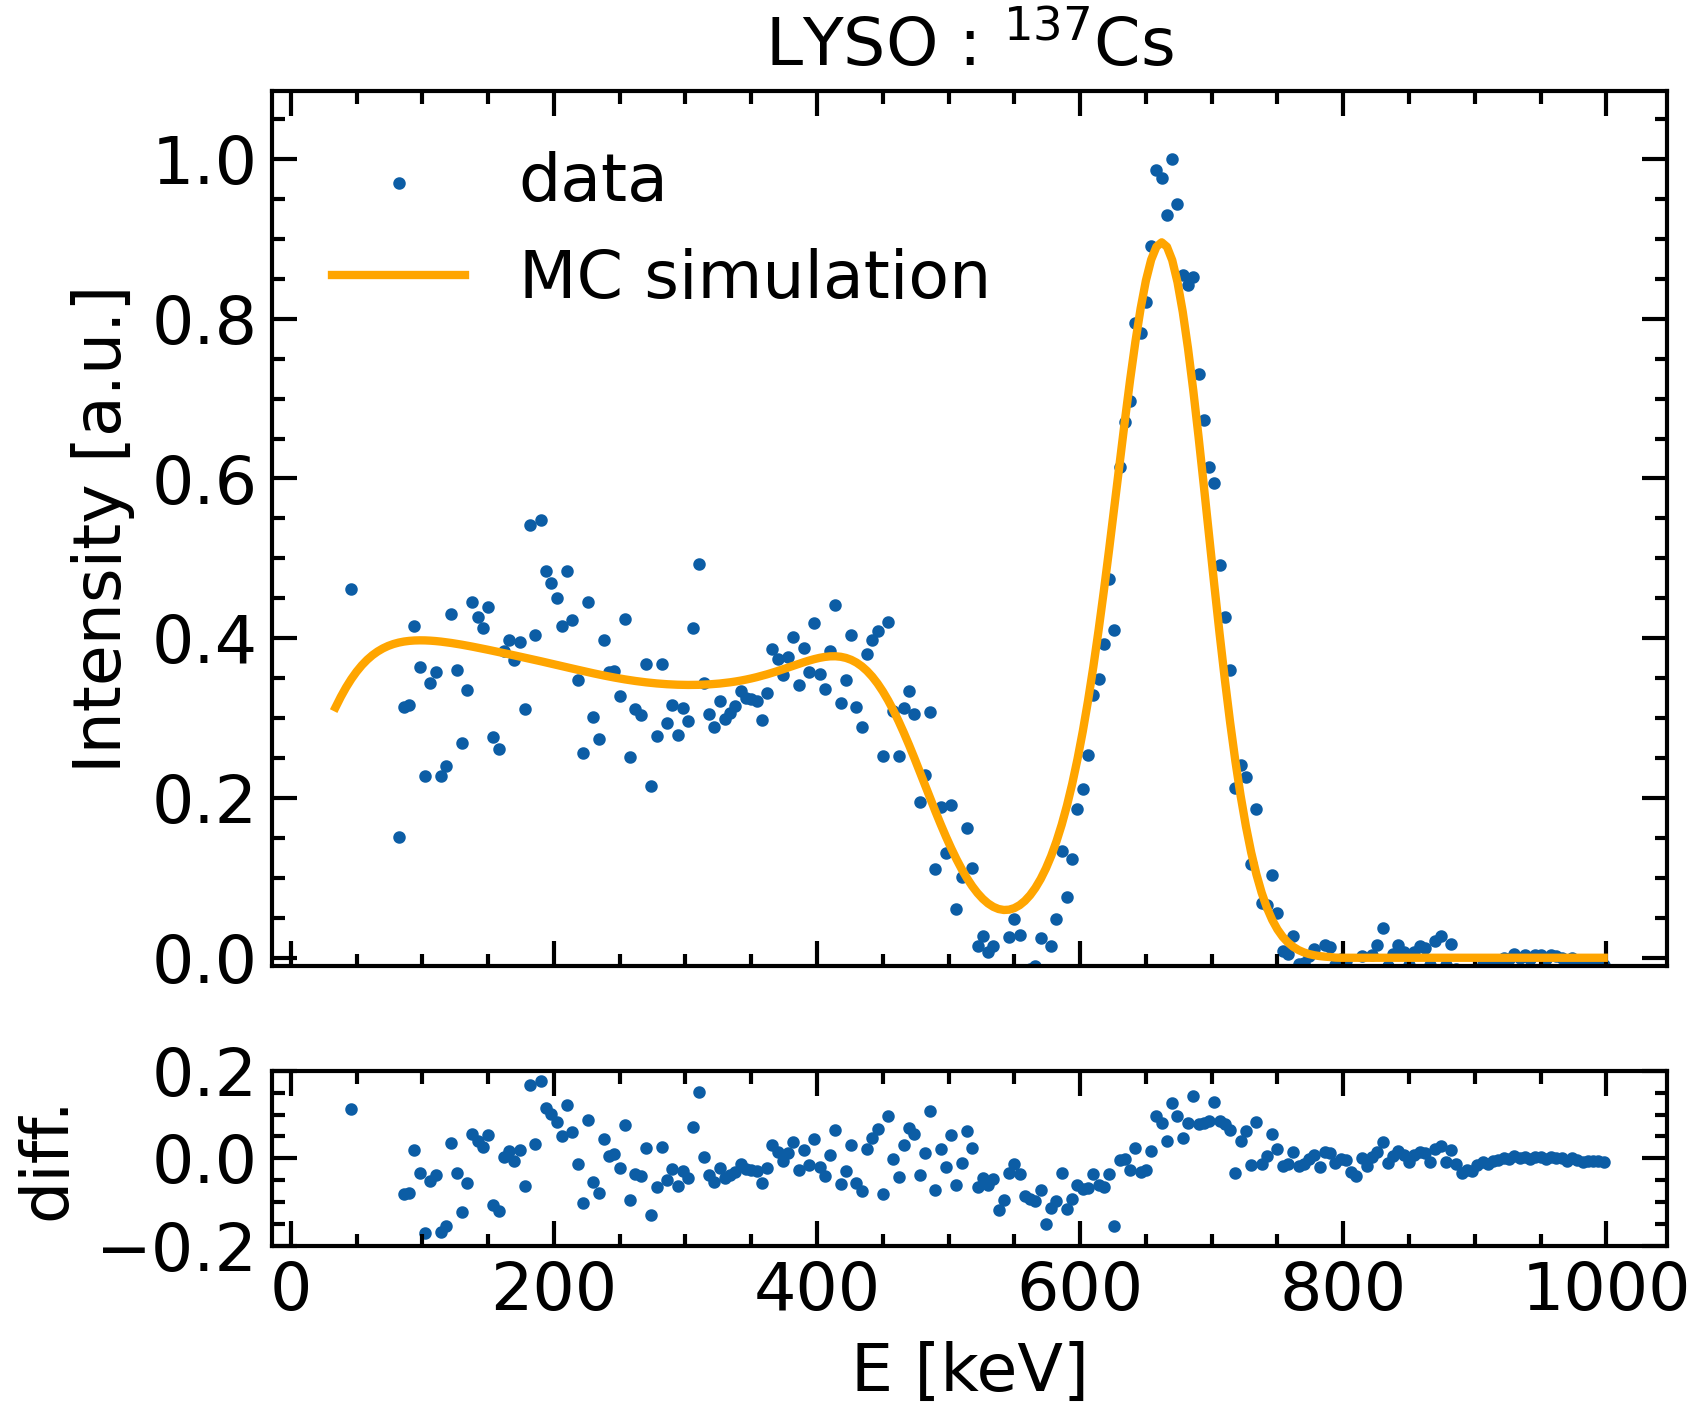 LYSO : ¹³⁷Cs
data
MC simulation
Intensity [a.u.]
1.0
0.8
0.6
0.4
0.2
0.0
diff.
0.2
0.0
−0.2
0 200 400 600 800 1000
E [keV]